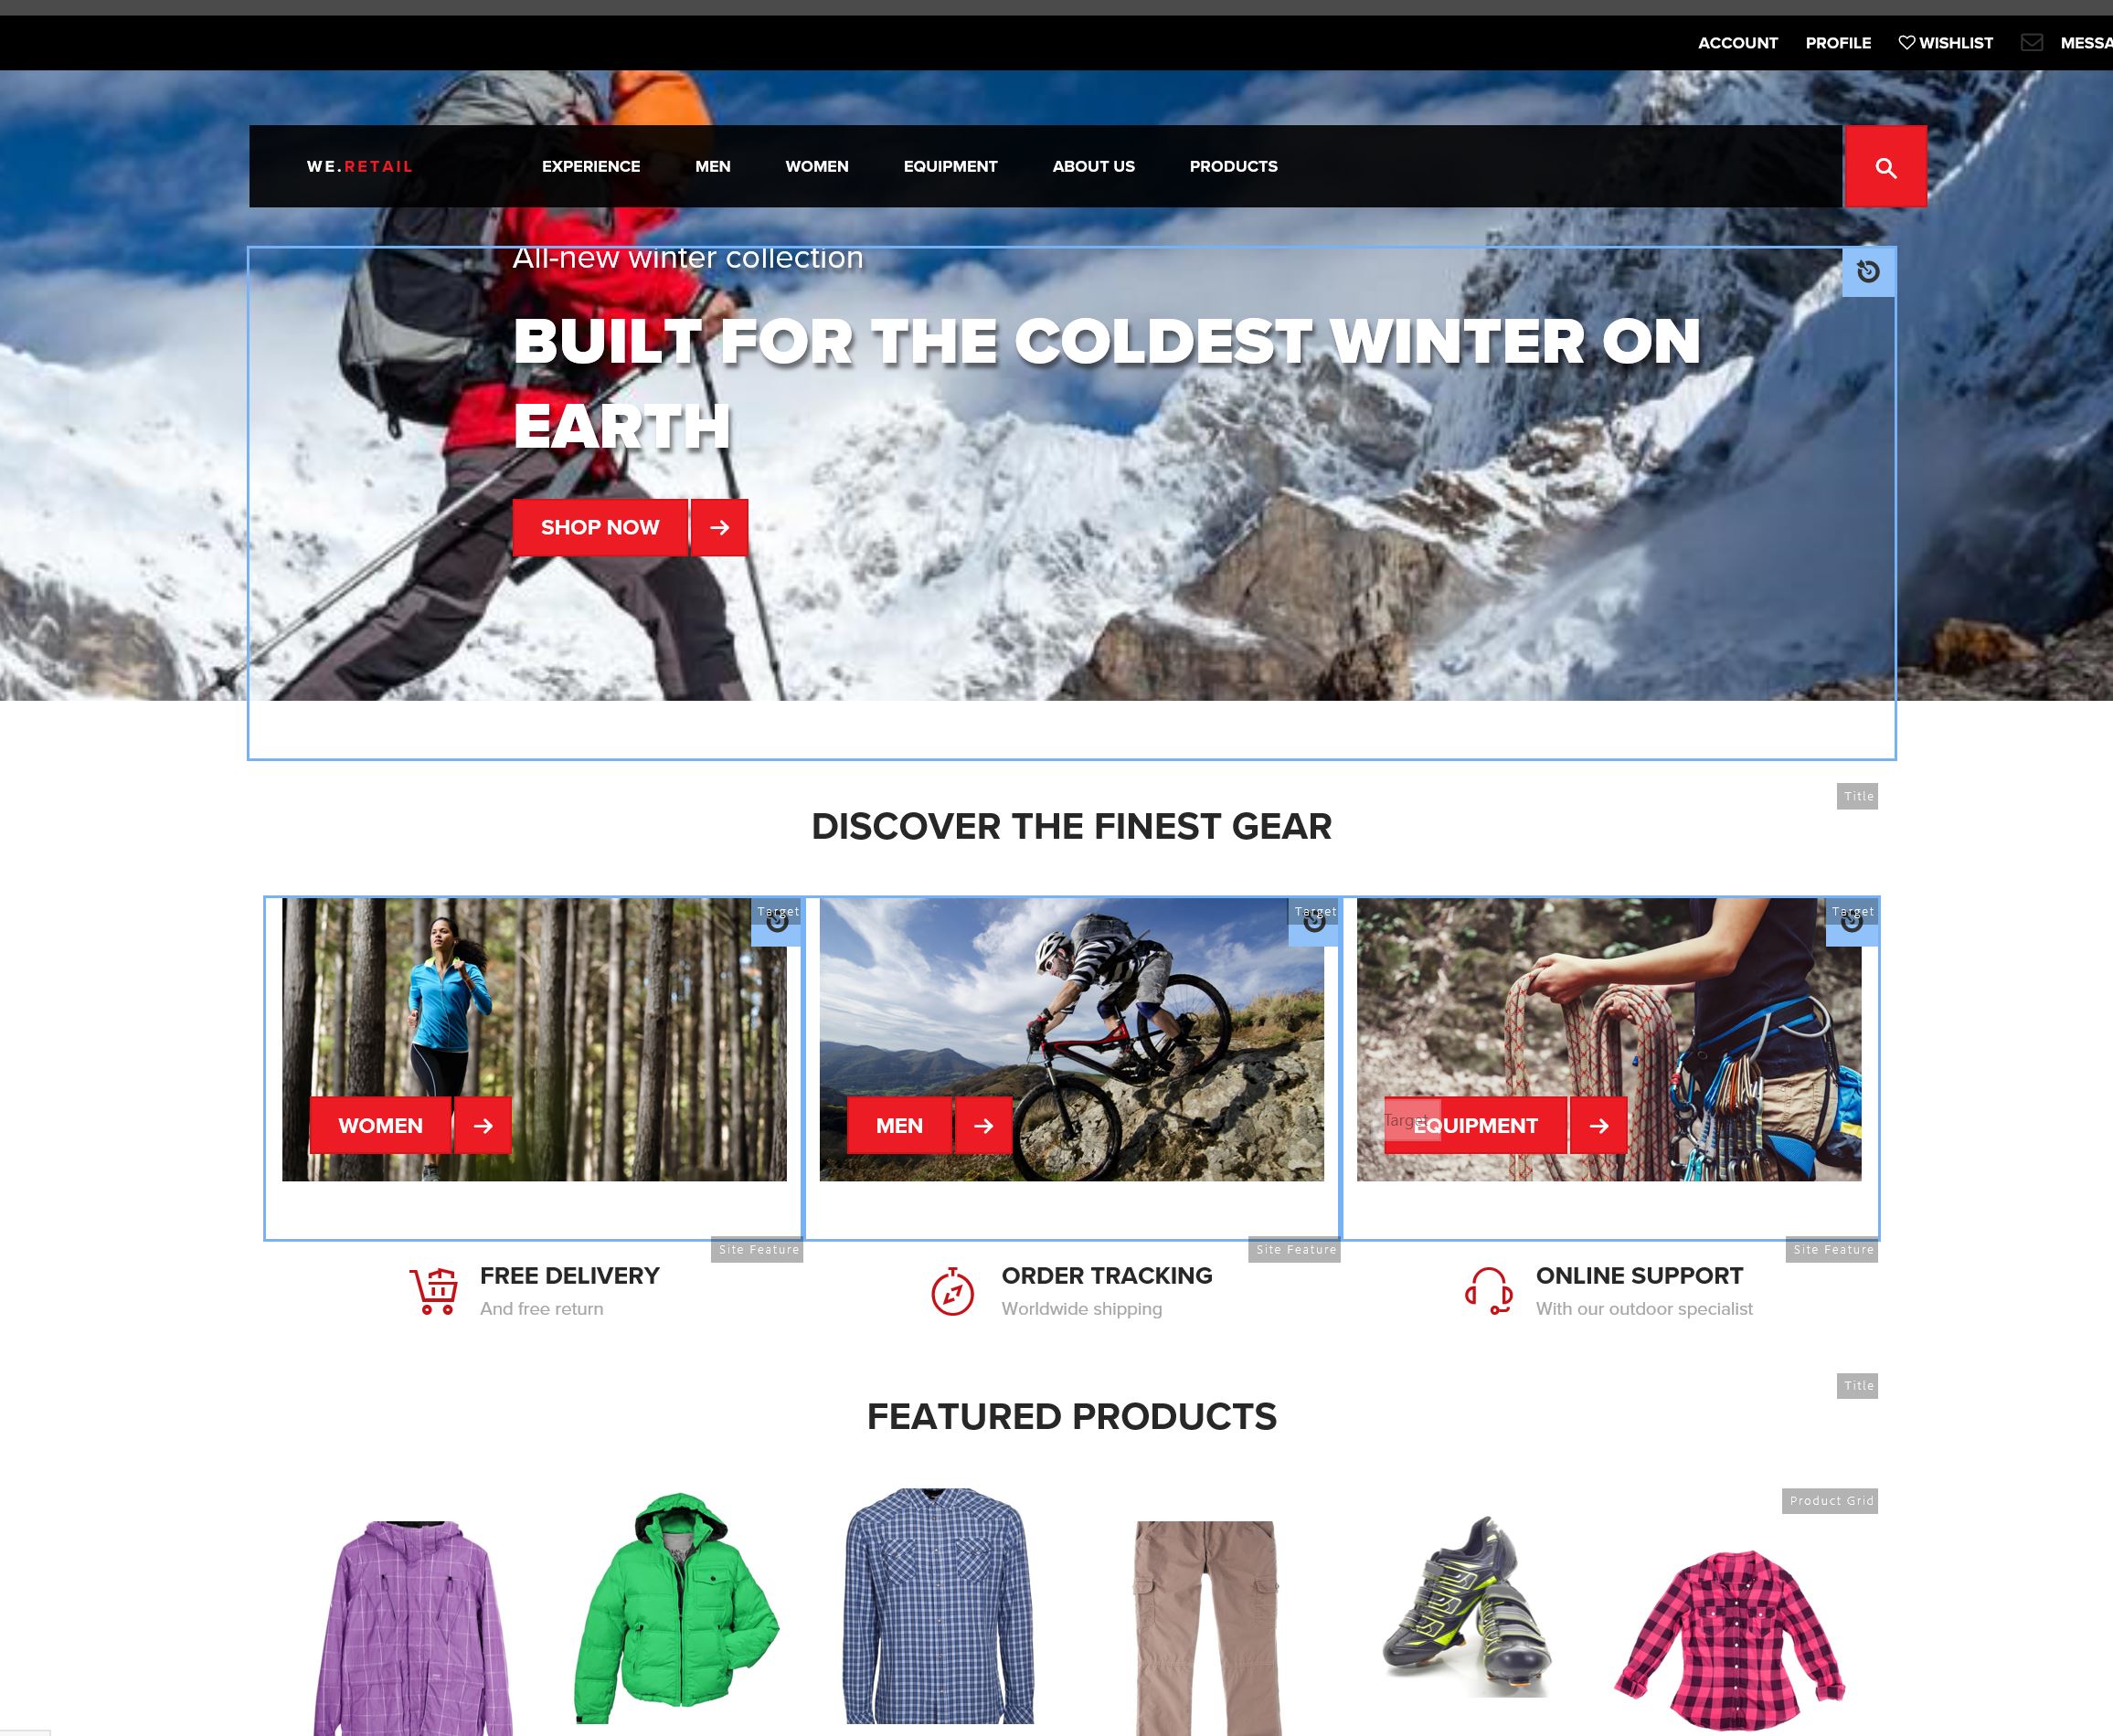 ACCOUNT PROFILE WISHLIST
WE.RETAIL EXPERIENCE MEN WOMEN EQUIPMENT ABOUT US PRODUCTS
All-new winter collection
BUILT FOR THE COLDEST WINTER ON
EARTH
SHOP NOW
Title
DISCOVER THE FINEST GEAR
Target Target Target
WOMEN MEN Target EQUIPMENT
Site Feature Site Feature Site Feature
FREE DELIVERY ORDER TRACKING ONLINE SUPPORT
And free return Worldwide shipping With our outdoor specialist
Title
FEATURED PRODUCTS
Product Grid